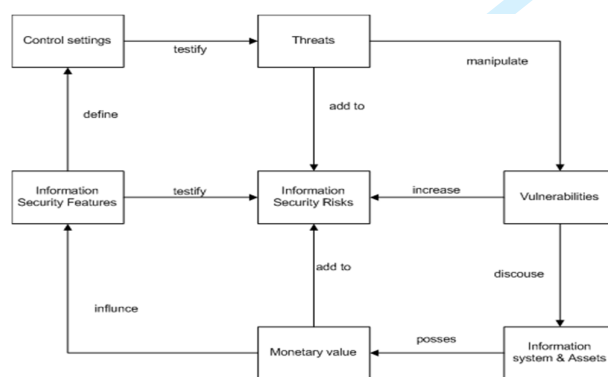 Control settings
testify
Threats
manipulate
define
add to
Information
Security Features
testify
Information
Security Risks
increase
Vulnerabilities
add to
discouse
influnce
Monetary value
posses
Information
system & Assets